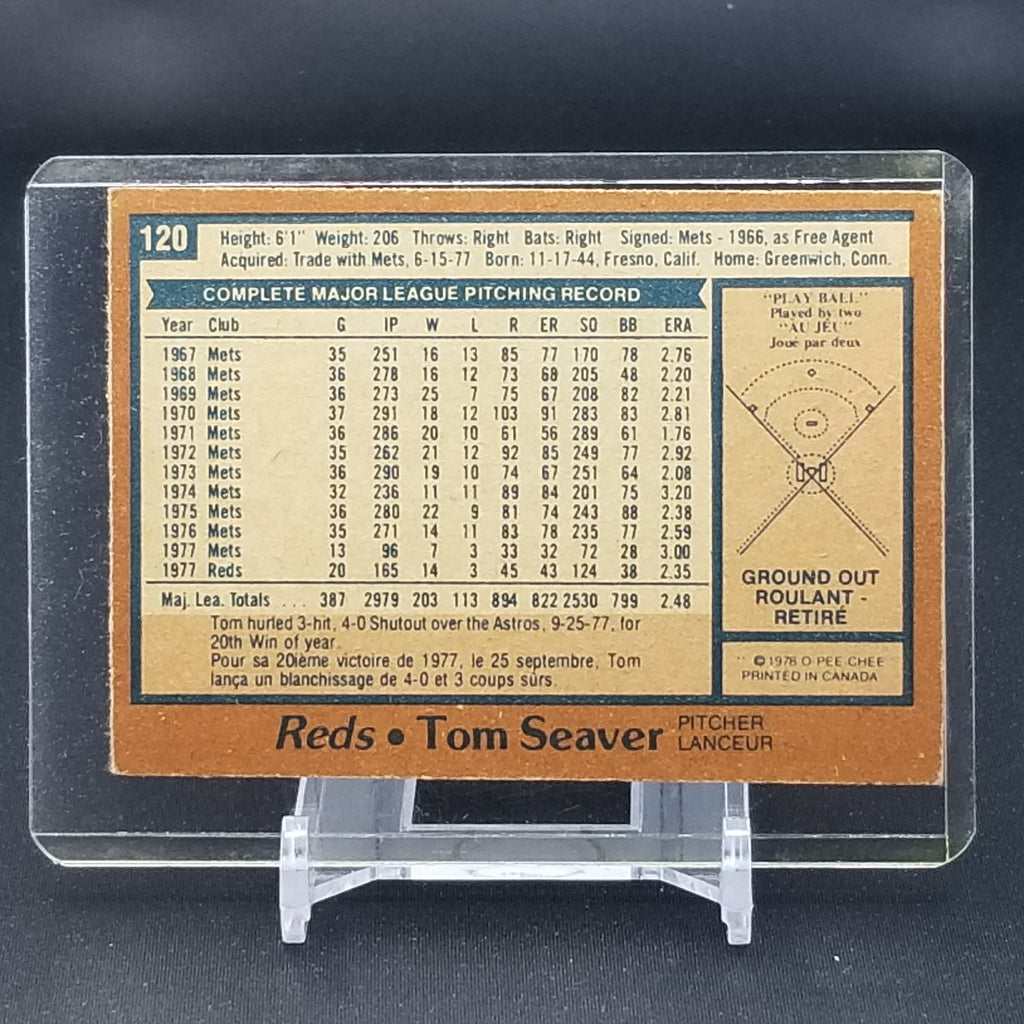 120
Height: 6'1" Weight: 206 Throws: Right Bats: Right Signed: Mets - 1966, as Free Agent
Acquired: Trade with Mets, 6-15-77 Born: 11-17-44, Fresno, Calif. Home: Greenwich, Conn.
COMPLETE MAJOR LEAGUE PITCHING RECORD
Year Club G IP W L R ER SO BB ERA
1967 Mets 35 251 16 13 85 77 170 78 2.76
1968 Mets 36 278 16 12 73 68 205 48 2.20
1969 Mets 36 273 25 7 75 67 208 82 2.21
1970 Mets 37 291 18 12 103 91 283 83 2.81
1971 Mets 36 286 20 10 61 56 289 61 1.76
1972 Mets 35 262 21 12 92 85 249 77 2.92
1973 Mets 36 290 19 10 74 67 251 64 2.08
1974 Mets 32 236 11 11 89 84 201 75 3.20
1975 Mets 36 280 22 9 81 74 243 88 2.38
1976 Mets 35 271 14 11 83 78 235 77 2.59
1977 Mets 13 96 7 3 33 32 72 28 3.00
1977 Reds 20 165 14 3 45 43 124 38 2.35
Maj. Lea. Totals ... 387 2979 203 113 894 822 2530 799 2.48
Tom hurled 3-hit, 4-0 Shutout over the Astros, 9-25-77, for
20th Win of year.
Pour sa 20ième victoire de 1977, le 25 septembre, Tom
lança un blanchissage de 4-0 et 3 coups sûrs.
"PLAY BALL"
Played by two
"AU JEU"
Joué par deux
GROUND OUT
ROULANT -
RETIRÉ
© 1978 O-PEE-CHEE
PRINTED IN CANADA
Reds • Tom Seaver PITCHER
LANCEUR